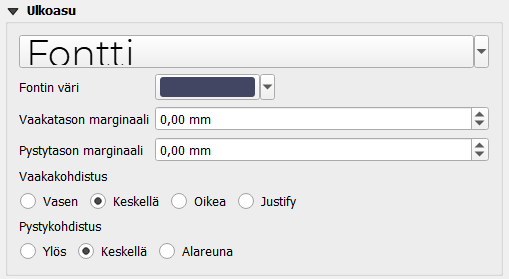 Ulkoasu
Fontti
Fontin väri
Vaakatason marginaali 0,00 mm
Pystytason marginaali 0,00 mm
Vaakakohdistus
Vasen Keskellä Oikea Justify
Pystykohdistus
Ylös Keskellä Alareuna